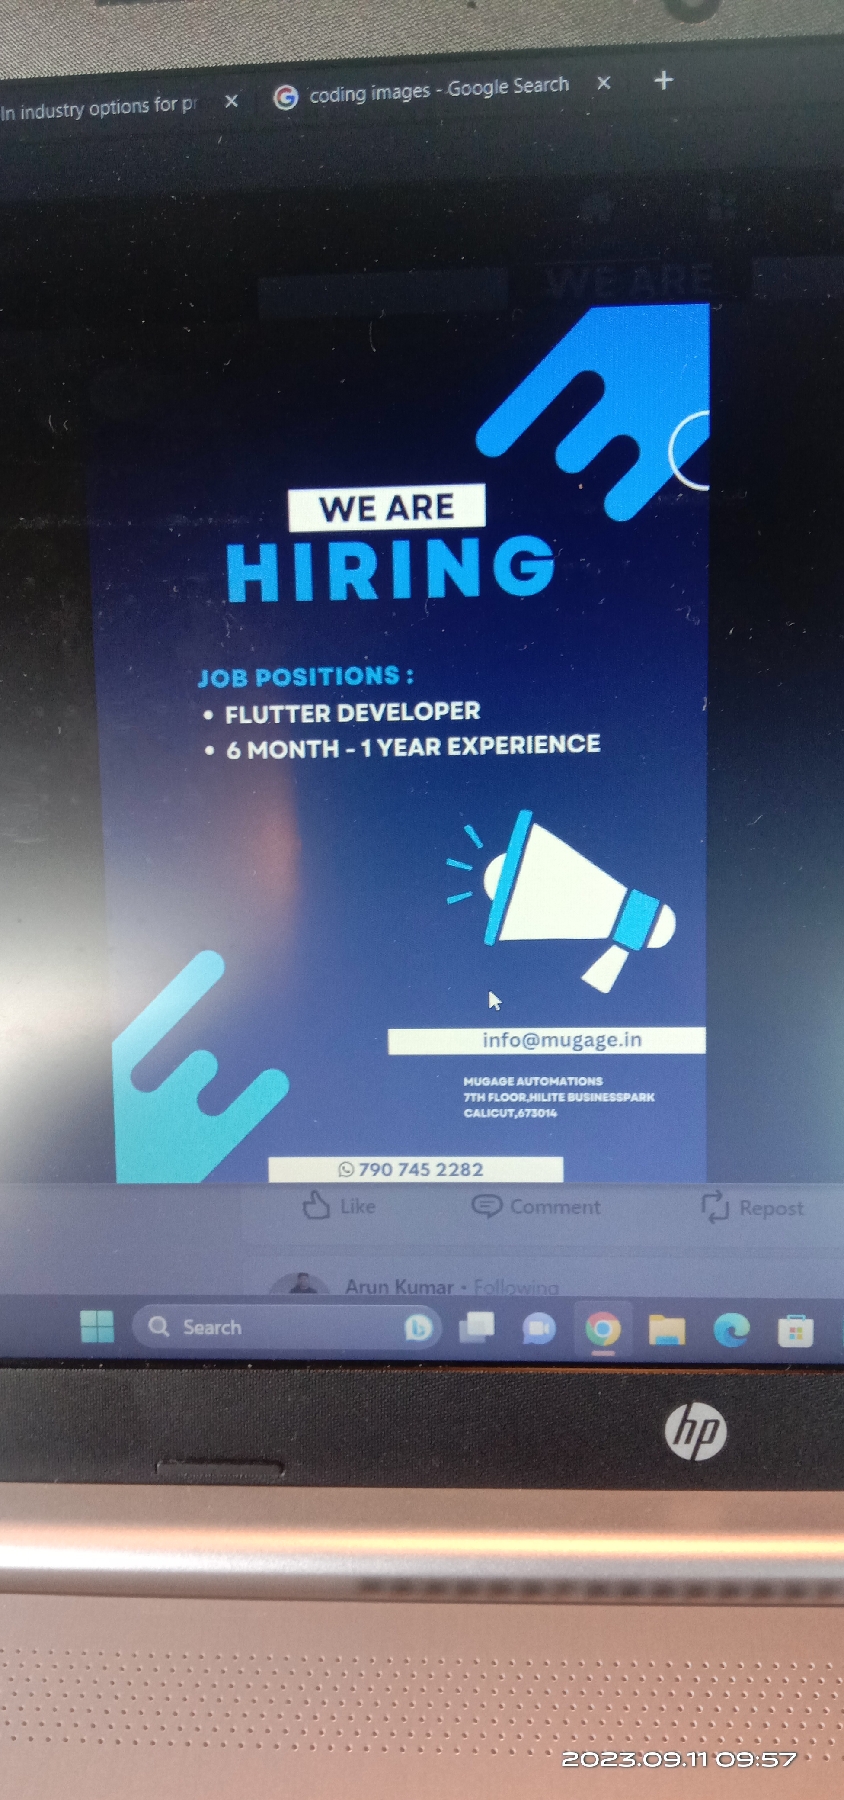 In industry options for pr
coding images - Google Search
WE ARE
WE ARE
HIRING
JOB POSITIONS :
• FLUTTER DEVELOPER
• 6 MONTH - 1 YEAR EXPERIENCE
info@mugage.in
MUGAGE AUTOMATIONS
7TH FLOOR,HILITE BUSINESSPARK
CALICUT,673014
790 745 2282
Like Comment Repost
Arun Kumar • Following
Search
hp
2023.09.11 09:57